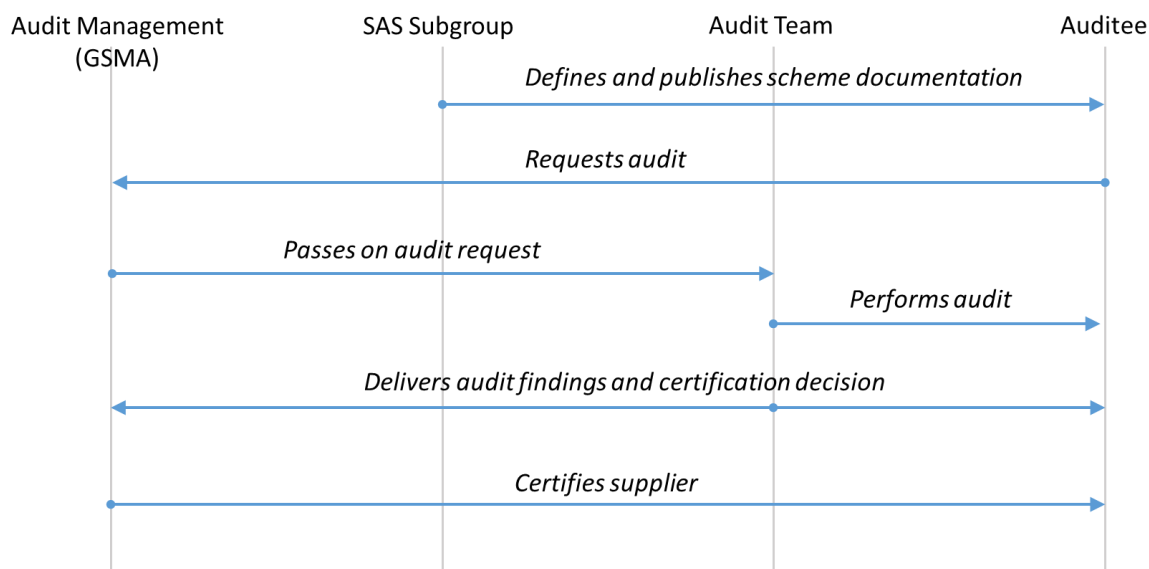 Audit Management
(GSMA)
SAS Subgroup
Audit Team
Auditee
Defines and publishes scheme documentation
Requests audit
Passes on audit request
Performs audit
Delivers audit findings and certification decision
Certifies supplier